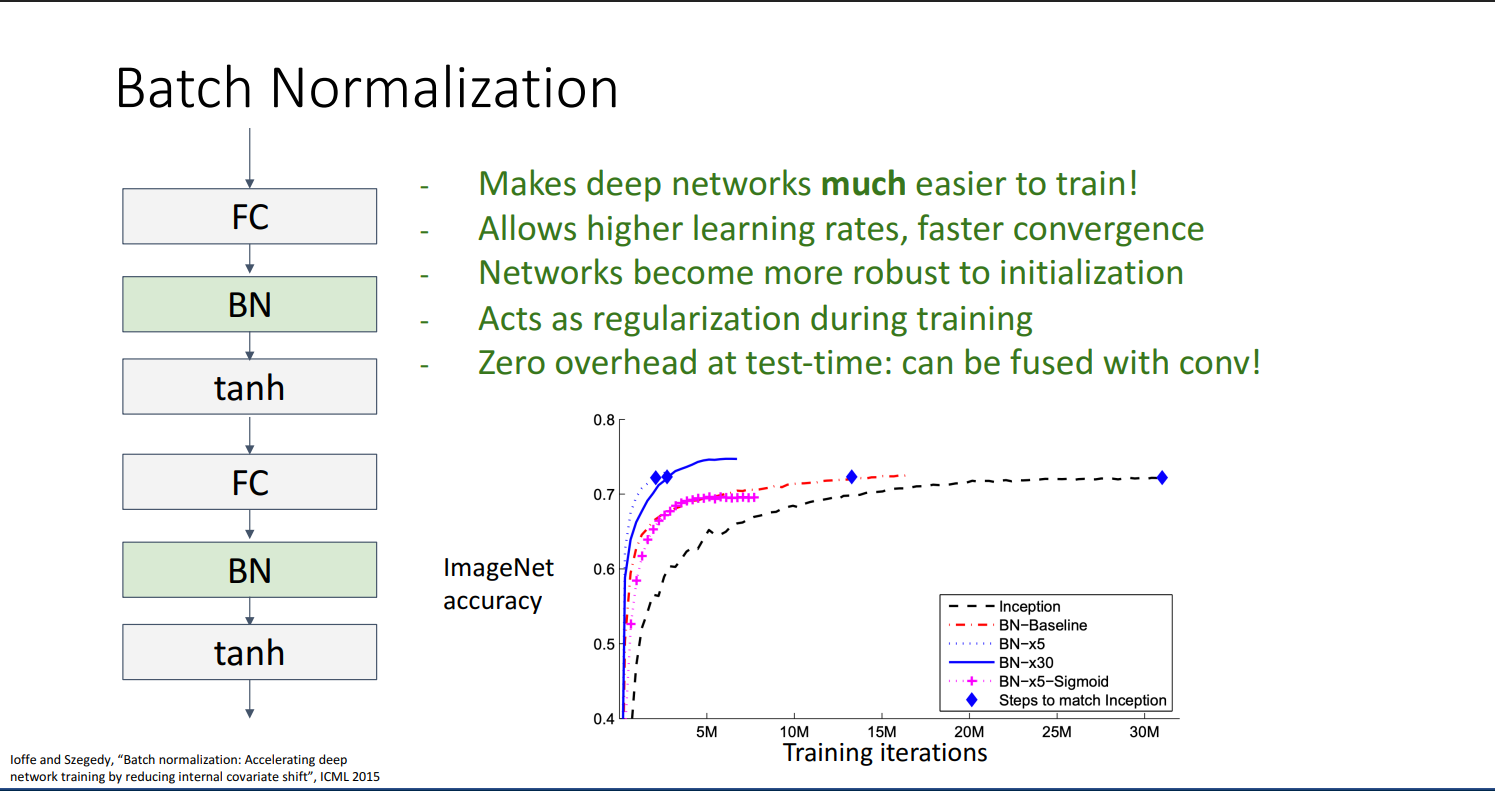 Batch Normalization
FC
BN
tanh
FC
BN
tanh
- Makes deep networks much easier to train!
- Allows higher learning rates, faster convergence
- Networks become more robust to initialization
- Acts as regularization during training
- Zero overhead at test-time: can be fused with conv!
ImageNet
accuracy
0.8
0.7
0.6
0.5
0.4
5M 10M 15M 20M 25M 30M
Training iterations
Inception
BN−Baseline
BN−x5
BN−x30
BN−x5−Sigmoid
Steps to match Inception
Ioffe and Szegedy, “Batch normalization: Accelerating deep
network training by reducing internal covariate shift”, ICML 2015